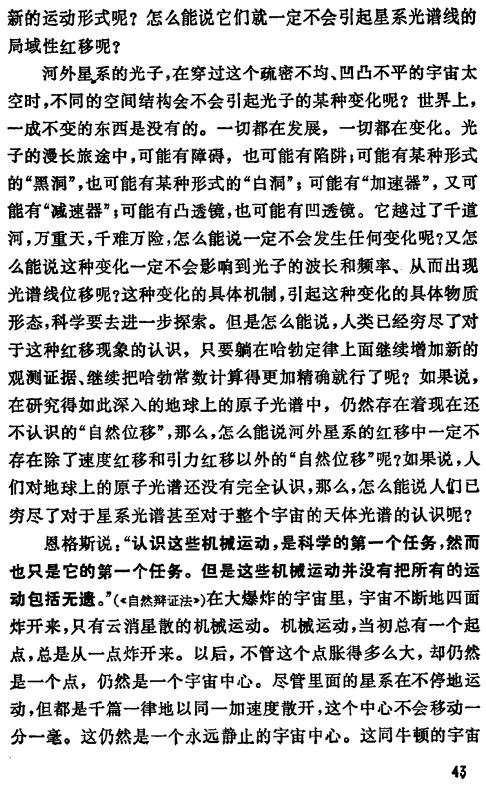 新的运动形式呢？怎么能说它们就一定不会引起星系光谱线的
局域性红移呢？
河外星系的光子，在穿过这个疏密不均、凹凸不平的宇宙太
空时，不同的空间结构会不会引起光子的某种变化呢？世界上，
一成不变的东西是没有的。一切都在发展，一切都在变化。光
子的漫长旅途中，可能有障碍，也可能有陷阱；可能有某种形式
的“黑洞”，也可能有某种形式的“白洞”；可能有“加速器”，又可
能有“减速器”；可能有凸透镜，也可能有凹透镜。它越过了千道
河，万重天，千难万险，怎么能说一定不会发生任何变化呢？又怎
么能说这种变化一定不会影响到光子的波长和频率、从而出现
光谱线位移呢？这种变化的具体机制，引起这种变化的具体物质
形态，科学要去进一步探索。但是怎么能说，人类已经穷尽了对
于这种红移现象的认识，只要躺在哈勃定律上面继续增加新的
观测证据、继续把哈勃常数计算得更加精确就行了呢？如果说，
在研究得如此深入的地球上的原子光谱中，仍然存在着现在还
不认识的“自然位移”，那么，怎么能说河外星系的红移中一定不
存在除了速度红移和引力红移以外的“自然位移”呢？如果说，人
们对地球上的原子光谱还没有完全认识，那么，怎么能说人们已
穷尽了对于星系光谱甚至对于整个宇宙的天体光谱的认识呢？
恩格斯说：“认识这些机械运动，是科学的第一个任务，然而
也只是它的第一个任务。但是这些机械运动并没有把所有的运
动包括无遗。”（《自然辩证法》）在大爆炸的宇宙里，宇宙不断地四面
炸开来，只有云消星散的机械运动。机械运动，当初总有一个起
点，总是从一点炸开来。以后，不管这个点胀得多么大，却仍然
是一个点，仍然是一个宇宙中心。尽管里面的星系在不停地运
动，但都是千篇一律地以同一加速度散开，这个中心不会移动一
分一毫。这仍然是一个永远静止的宇宙中心。这同牛顿的宇宙
43